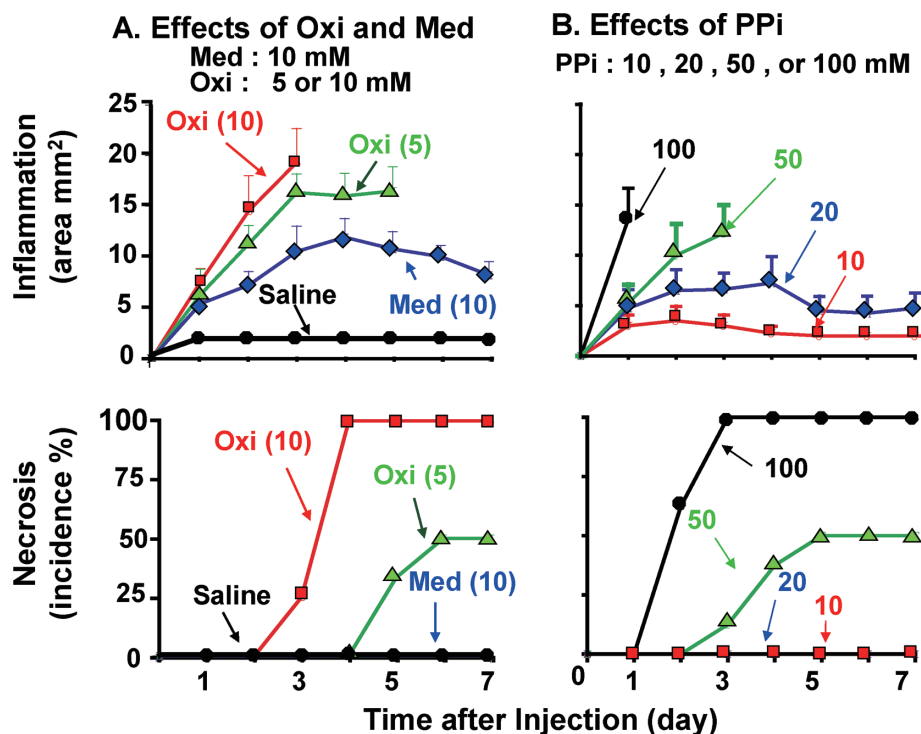 A. Effects of Oxi and Med
Med : 10 mM
Oxi : 5 or 10 mM
B. Effects of PPi
PPi : 10 , 20 , 50 , or 100 mM
Inflammation
(area mm²)
25
20
15
10
5
0
Oxi (10)
Oxi (5)
Saline
Med (10)
100
50
20
10
Necrosis
(incidence %)
100
50
25
0
Oxi (10)
Oxi (5)
Saline
Med (10)
1
3
5
7
100
50
20
10
0
1
3
5
7
Time after Injection (day)